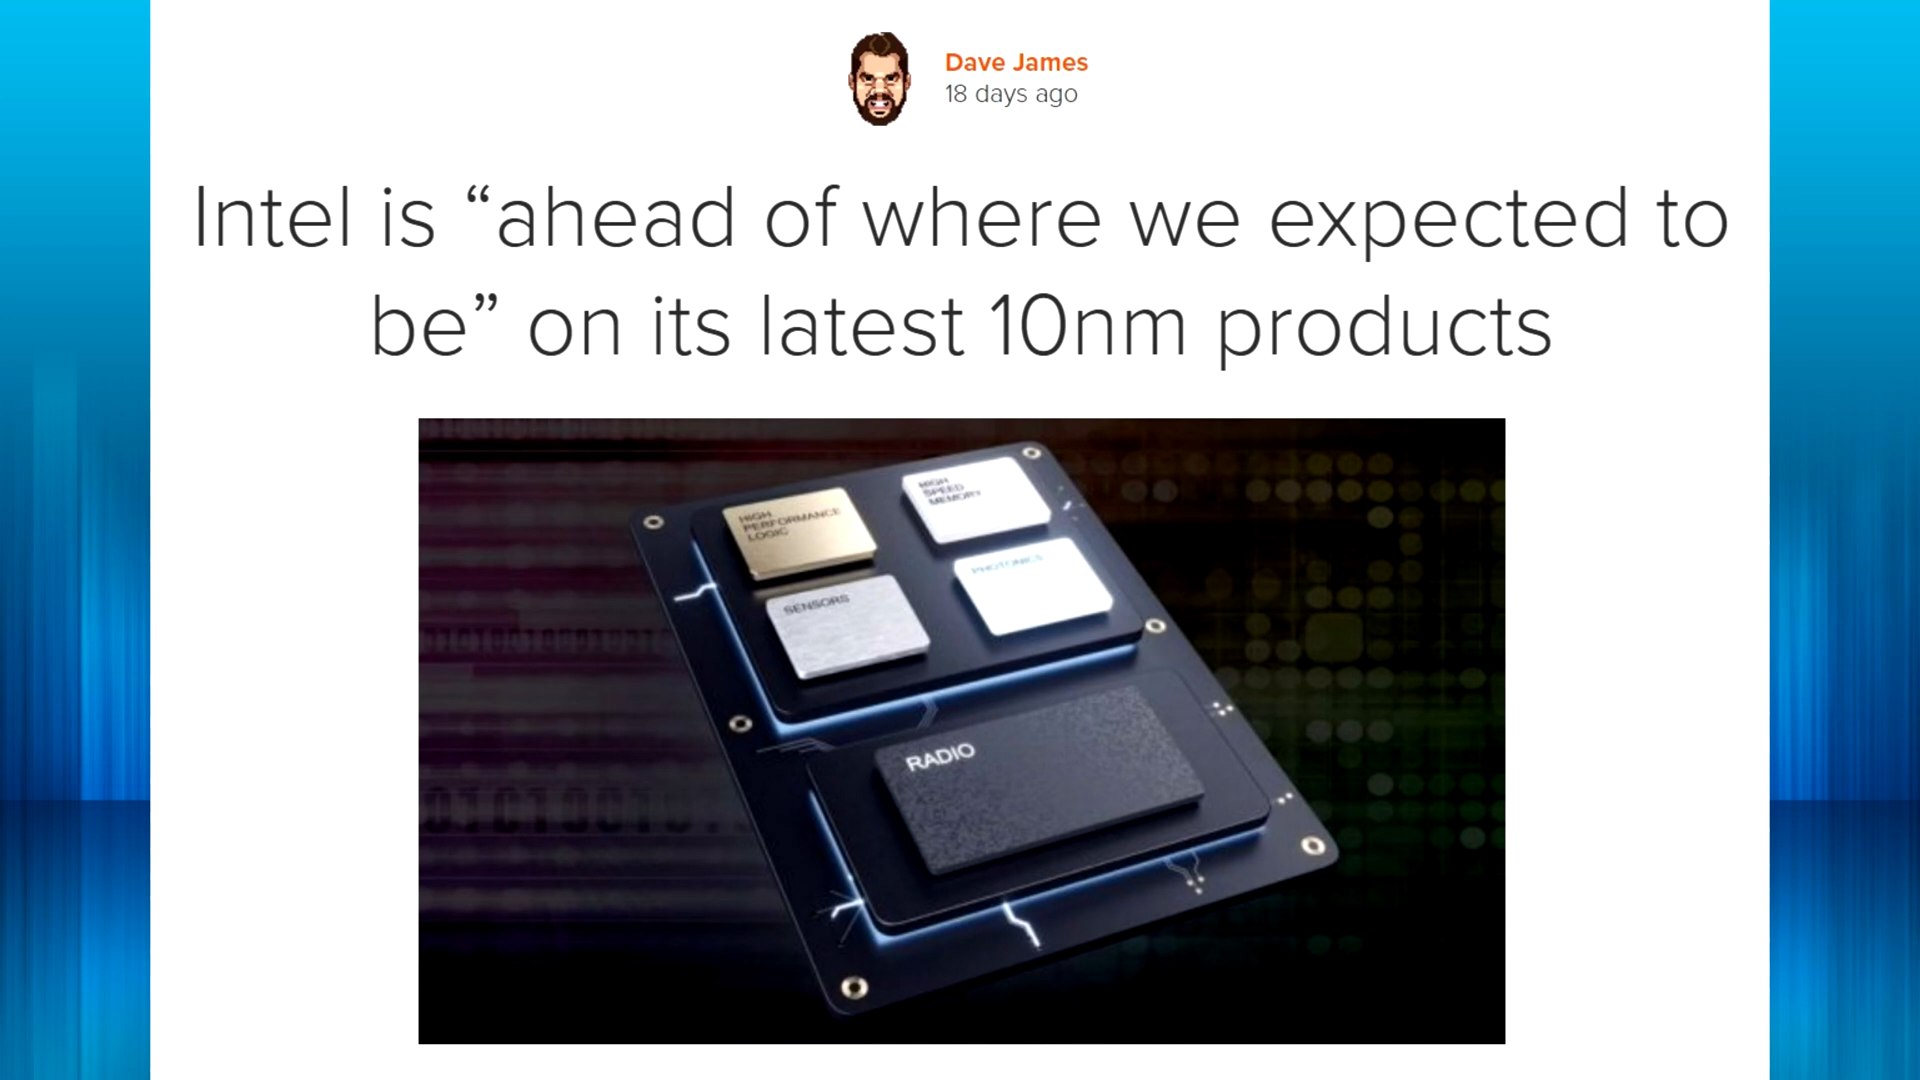 Dave James
18 days ago
Intel is “ahead of where we expected to
be” on its latest 10nm products
HIGH
PERFORMANCE
LOGIC
HIGH
SPEED
MEMORY
PHOTONICS
SENSORS
RADIO